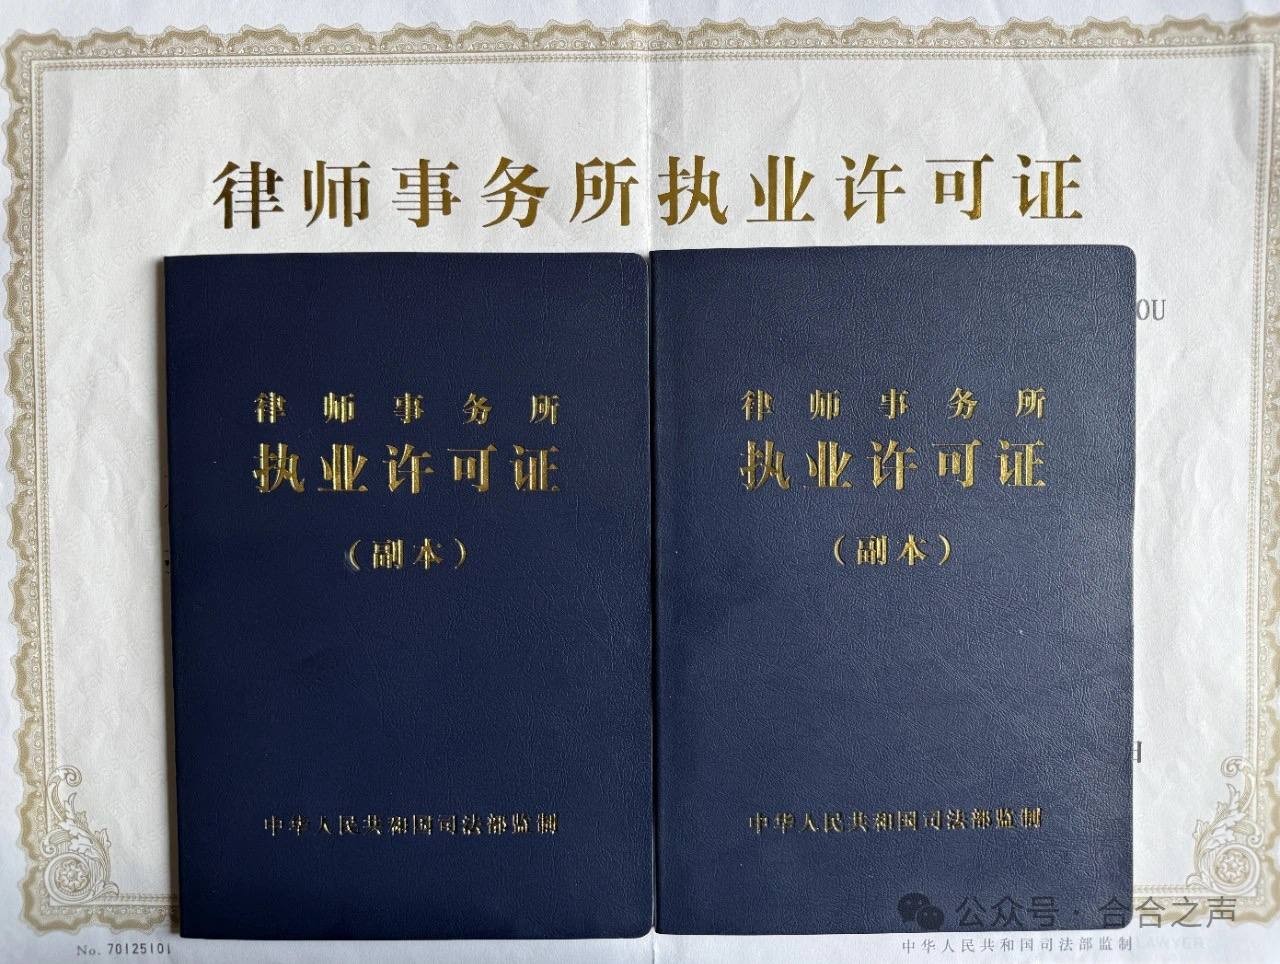 律师事务所执业许可证
OU
律师事务所
执业许可证
（副本）
中华人民共和国司法部监制
律师事务所
执业许可证
（副本）
中华人民共和国司法部监制
日
公众号·合合之声
No. 70125101
中华人民共和国司法部监制
LAWYER